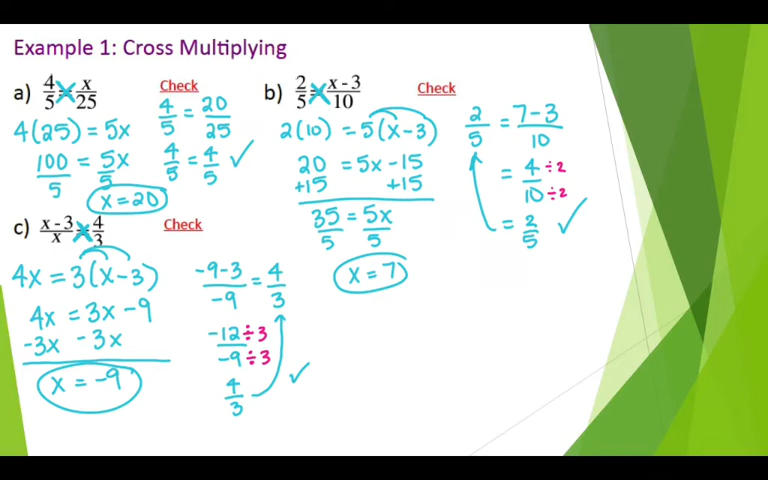 Example 1: Cross Multiplying
a) 4/5 = x/25
4(25) = 5x
100/5 = 5x/5
x = 20
Check
4/5 = 20/25
4/5 = 4/5 ✓
b) 2/5 = x-3/10
2(10) = 5(x-3)
20 = 5x -15
+15 +15
35/5 = 5x/5
x = 7
Check
2/5 = 7-3/10
= 4÷2/10÷2
= 2/5 ✓
c) x-3/x = 4/3
4x = 3(x-3)
4x = 3x -9
-3x -3x
x = -9
Check
-9-3/-9 = 4/3
-12÷3/-9÷3
4/3 ✓